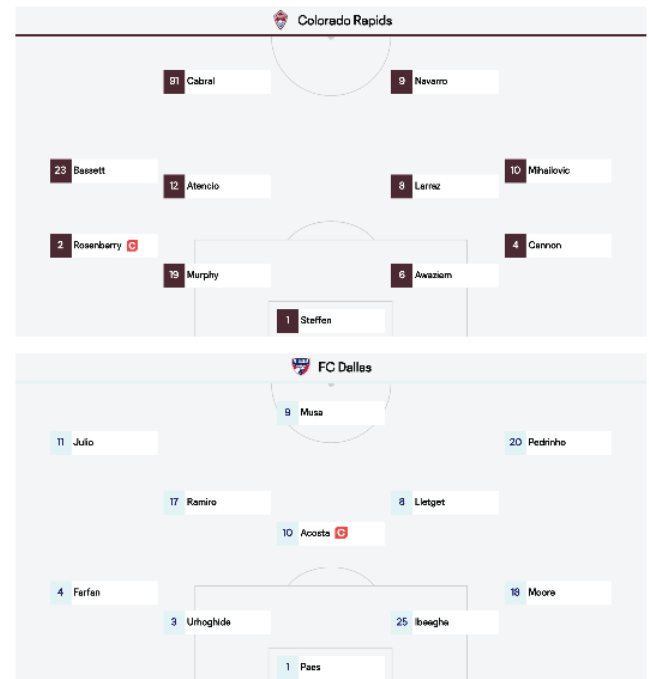 Colorado Rapids
91 Cabral 9 Navarro
23 Bassett 10 Mihailovic
12 Atencio 8 Larraz
2 Rosenberry C 4 Cannon
19 Murphy 6 Awaziem
1 Steffen
FC Dallas
9 Musa
11 Julio 20 Pedrinho
17 Ramiro 8 Lletget
10 Acosta C
4 Farfan 18 Moore
3 Urhoghide 25 Ibeagha
1 Paes